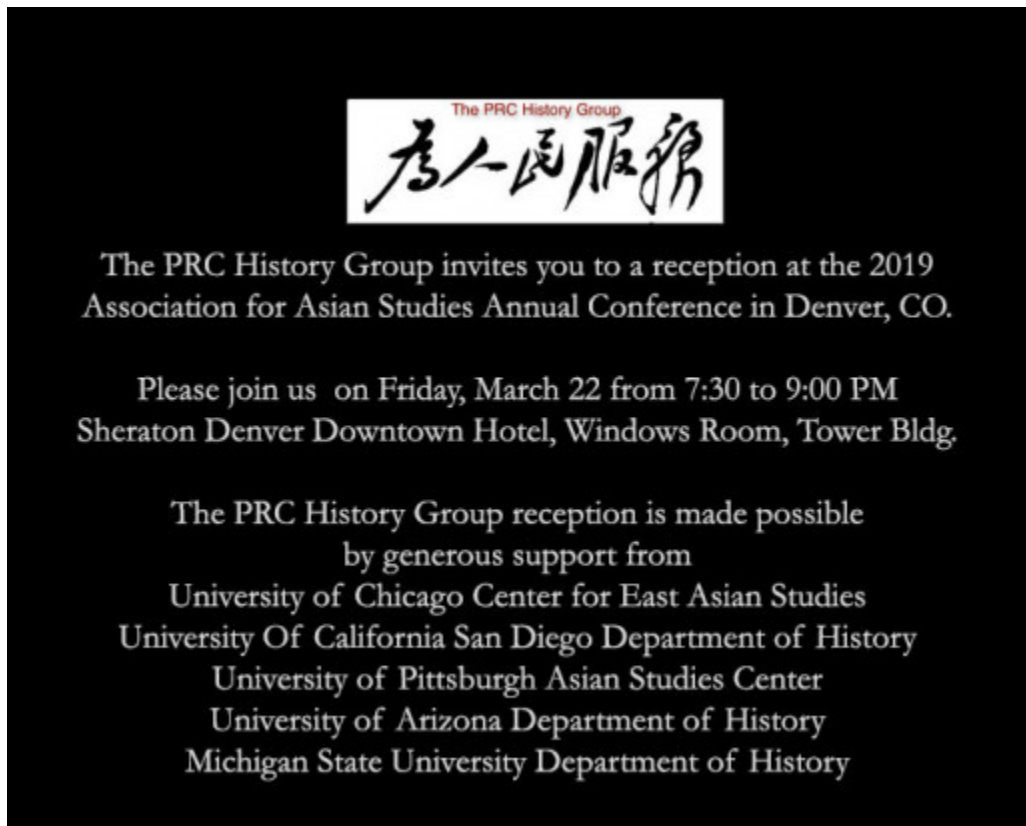 The PRC History Group
為人民服務
The PRC History Group invites you to a reception at the 2019
Association for Asian Studies Annual Conference in Denver, CO.
Please join us  on Friday, March 22 from 7:30 to 9:00 PM
Sheraton Denver Downtown Hotel, Windows Room, Tower Bldg.
The PRC History Group reception is made possible
by generous support from
University of Chicago Center for East Asian Studies
University Of California San Diego Department of History
University of Pittsburgh Asian Studies Center
University of Arizona Department of History
Michigan State University Department of History